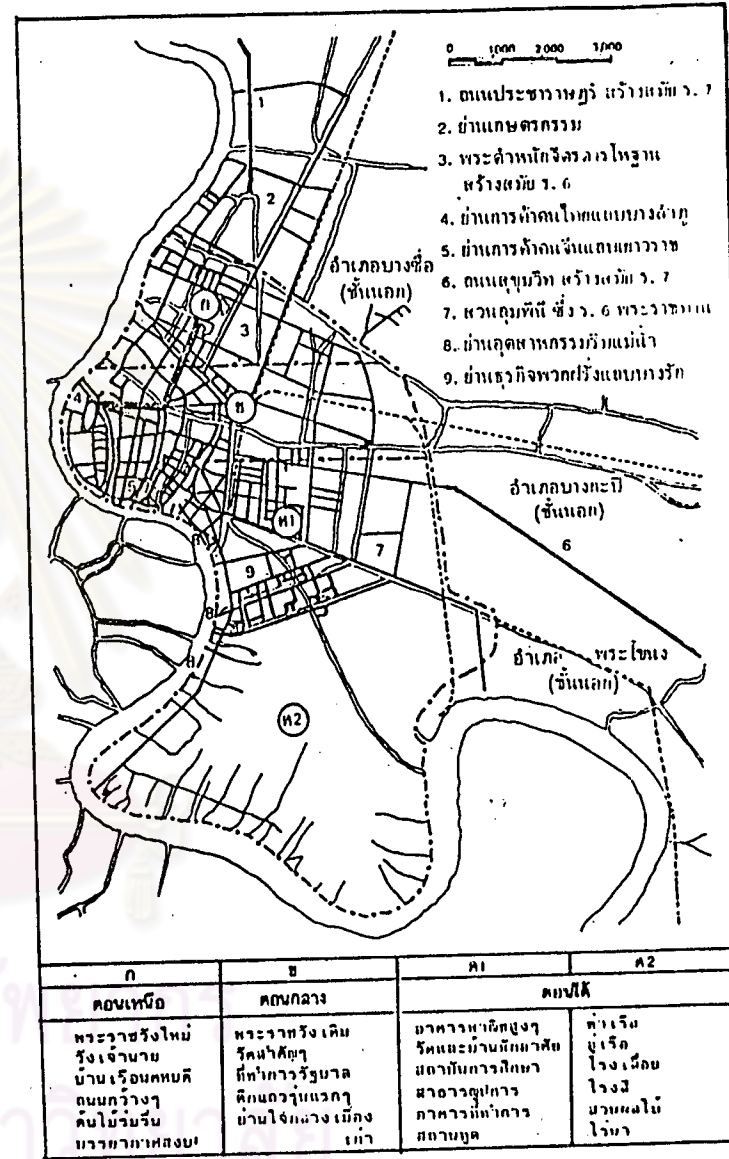 0 1000 2000 3000
1. ถนนประชาราษฎร์ สร้างสมัย ร. 7
2. ย่านเกษตรกรรม
3. พระตำหนักจิตรลดารโหฐาน
สร้างสมัย ร. 6
4. ย่านการค้าคนไทยแถบบางลำภู
5. ย่านการค้าคนจีนแถบเยาวราช
6. ถนนสุขุมวิท สร้างสมัย ร. 7
7. สวนลุมพินี ซึ่ง ร. 6 พระราชทาน
8. ย่านอุตสาหกรรมริมแม่น้ำ
9. ย่านธุรกิจพวกฝรั่งแถบบางรัก
1
2
อำเภอบางซื่อ
(ชั้นนอก)
ก
3
ข
4
อำเภอบางกะปิ
(ชั้นนอก)
5
ค1
6
7
9
8
8
อำเภอ พระโขนง
(ชั้นนอก)
ค2
ก ข ค1 ค2
ตอนเหนือ ตอนกลาง ตอนใต้
พระราชวังใหม่ พระราชวังเดิม ท่าเรือ
วังเจ้านาย วัดสำคัญๆ วัดและบ้านพักอาศัย อู่เรือ
บ้านเรือนคหบดี ที่ทำการรัฐบาล สถาบันการศึกษา โรงเลื่อย
ถนนกว้างๆ ตึกแถวรุ่นแรกๆ สาธารณูปการ โรงสี
ต้นไม้ร่มรื่น ย่านใจกลางเมือง อาคารที่ทำการ สวนผลไม้
บรรยากาศสงบ เก่า สถานทูต ไร่นา